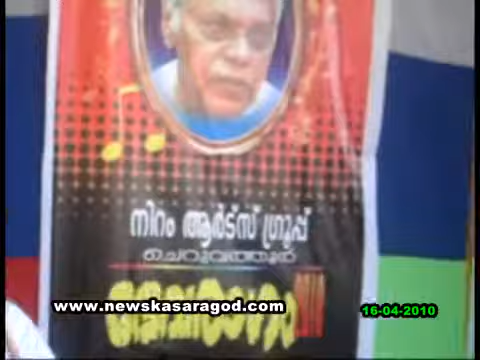 നിറം ആർട്സ് ഗ്രൂപ്പ്
ചെറുവത്തൂർ
www.newskasaragod.com
16-04-2010